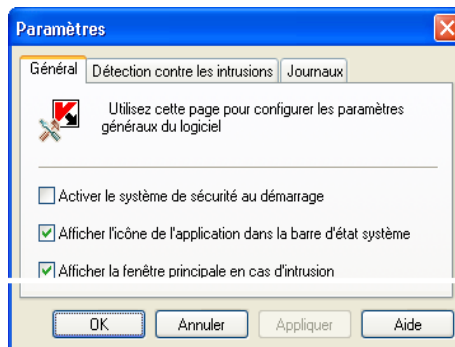 Paramètres
Général Détection contre les intrusions Journaux
Utilisez cette page pour configurer les paramètres
généraux du logiciel
Activer le système de sécurité au démarrage
Afficher l'icône de l'application dans la barre d'état système
Afficher la fenêtre principale en cas d'intrusion
OK Annuler Appliquer Aide